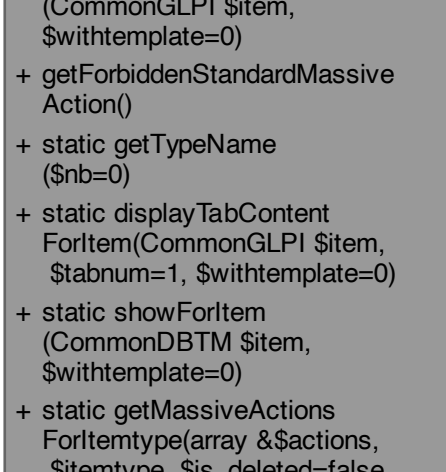 (CommonGLPI $item,
$withtemplate=0)
+ getForbiddenStandardMassive
Action()
+ static getTypeName
($nb=0)
+ static displayTabContent
ForItem(CommonGLPI $item,
$tabnum=1, $withtemplate=0)
+ static showForItem
(CommonDBTM $item,
$withtemplate=0)
+ static getMassiveActions
ForItemtype(array &$actions,
$itemtype, $is_deleted=false,